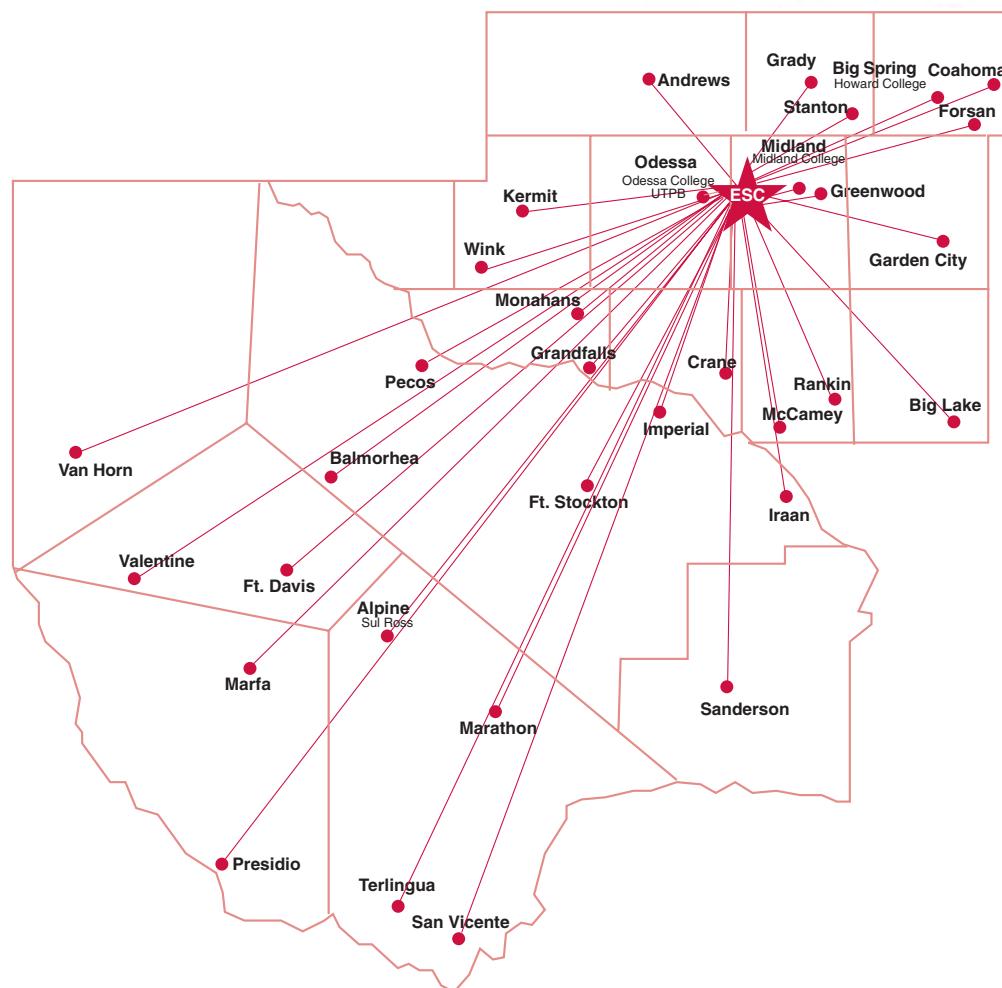 Grady
Big Spring
Howard College
Coahoma
Andrews
Stanton
Forsan
Midland
Midland College
Odessa
Odessa College
UTPB
ESC
Greenwood
Kermit
Wink
Garden City
Monahans
Grandfalls
Crane
Pecos
Rankin
McCamey
Big Lake
Imperial
Van Horn
Balmorhea
Ft. Stockton
Iraan
Valentine
Ft. Davis
Alpine
Sul Ross
Marfa
Sanderson
Marathon
Presidio
Terlingua
San Vicente